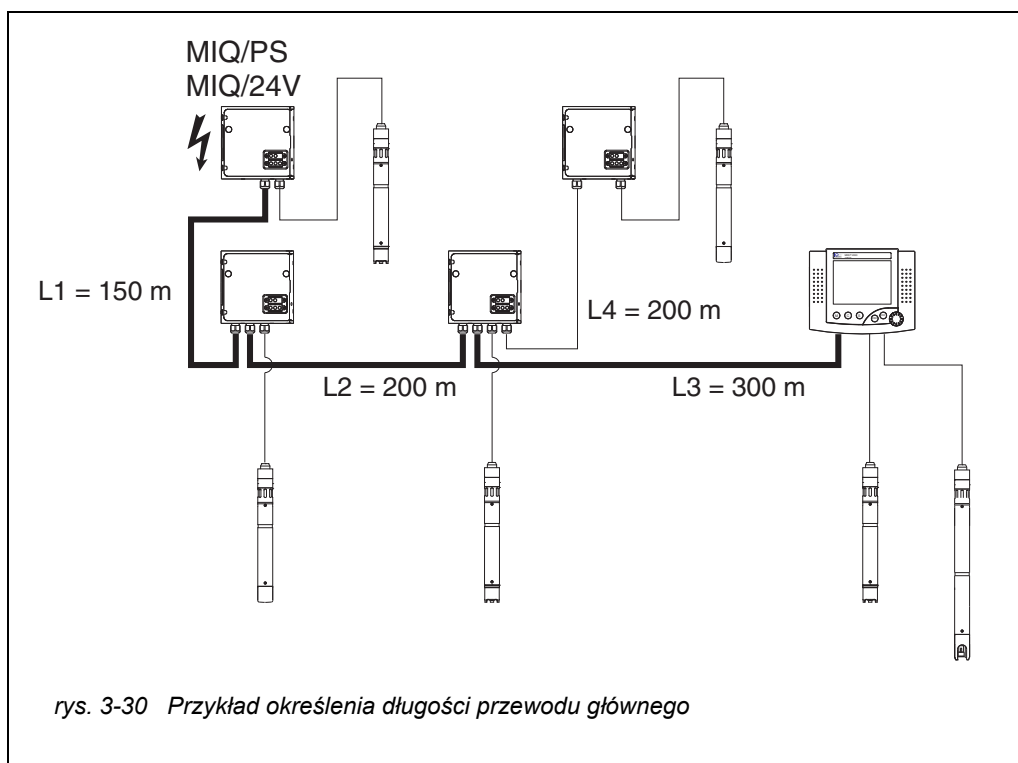 MIQ/PS
MIQ/24V
L1 = 150 m
L4 = 200 m
L2 = 200 m
L3 = 300 m
rys. 3-30 Przykład określenia długości przewodu głównego